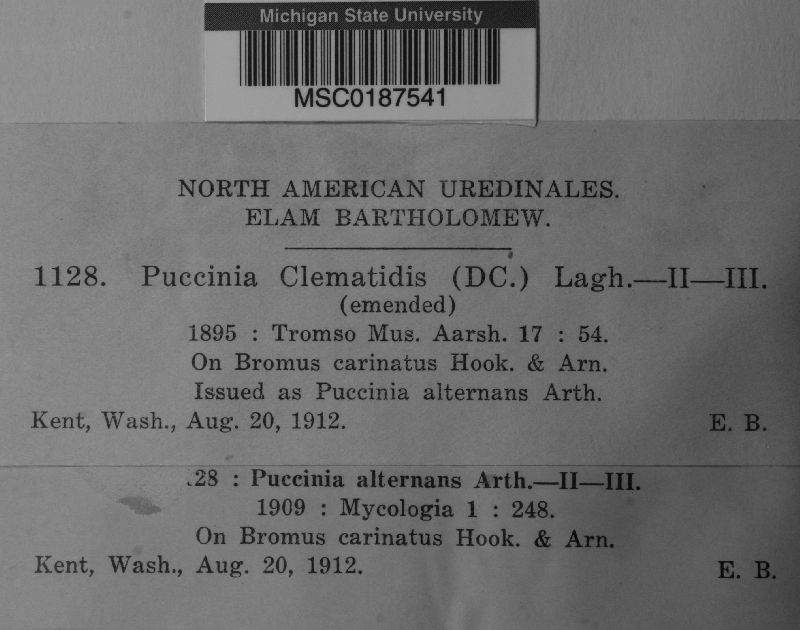 Michigan State University
MSC0187541
NORTH AMERICAN UREDINALES.
ELAM BARTHOLOMEW.
1128. Puccinia Clematidis (DC.) Lagh.—II—III.
(emended)
1895 : Tromso Mus. Aarsh. 17 : 54.
On Bromus carinatus Hook. & Arn.
Issued as Puccinia alternans Arth.
Kent, Wash., Aug. 20, 1912. E. B.
28 : Puccinia alternans Arth.—II—III.
1909 : Mycologia 1 : 248.
On Bromus carinatus Hook. & Arn.
Kent, Wash., Aug. 20, 1912. E. B.